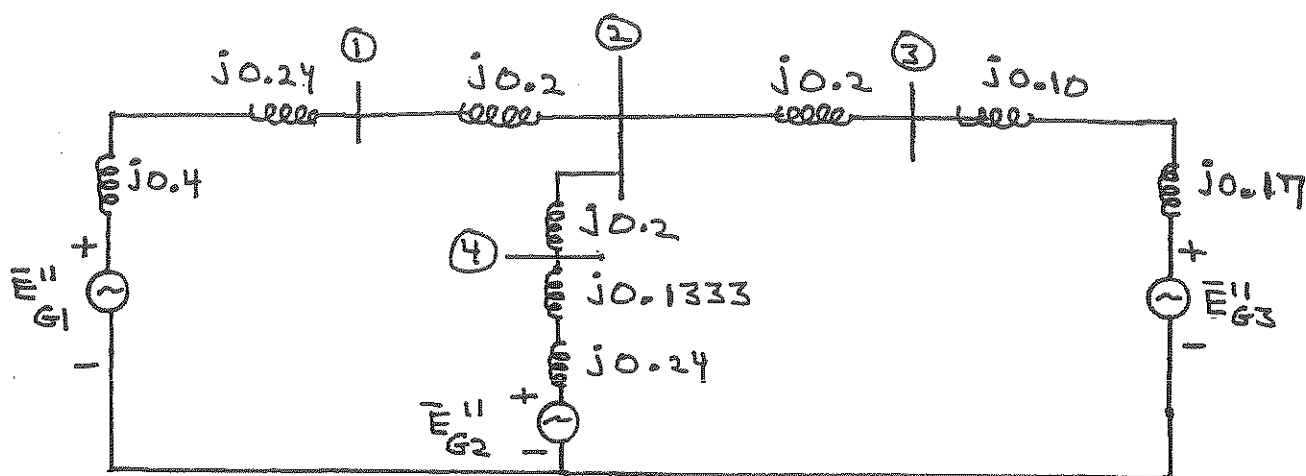 ①
②
③
j0.24
j0.2
j0.2
j0.10
j0.4
j0.17
j0.2
④
j0.1333
j0.24
+
Ē"G1
-
+
Ē"G2
-
+
Ē"G3
-